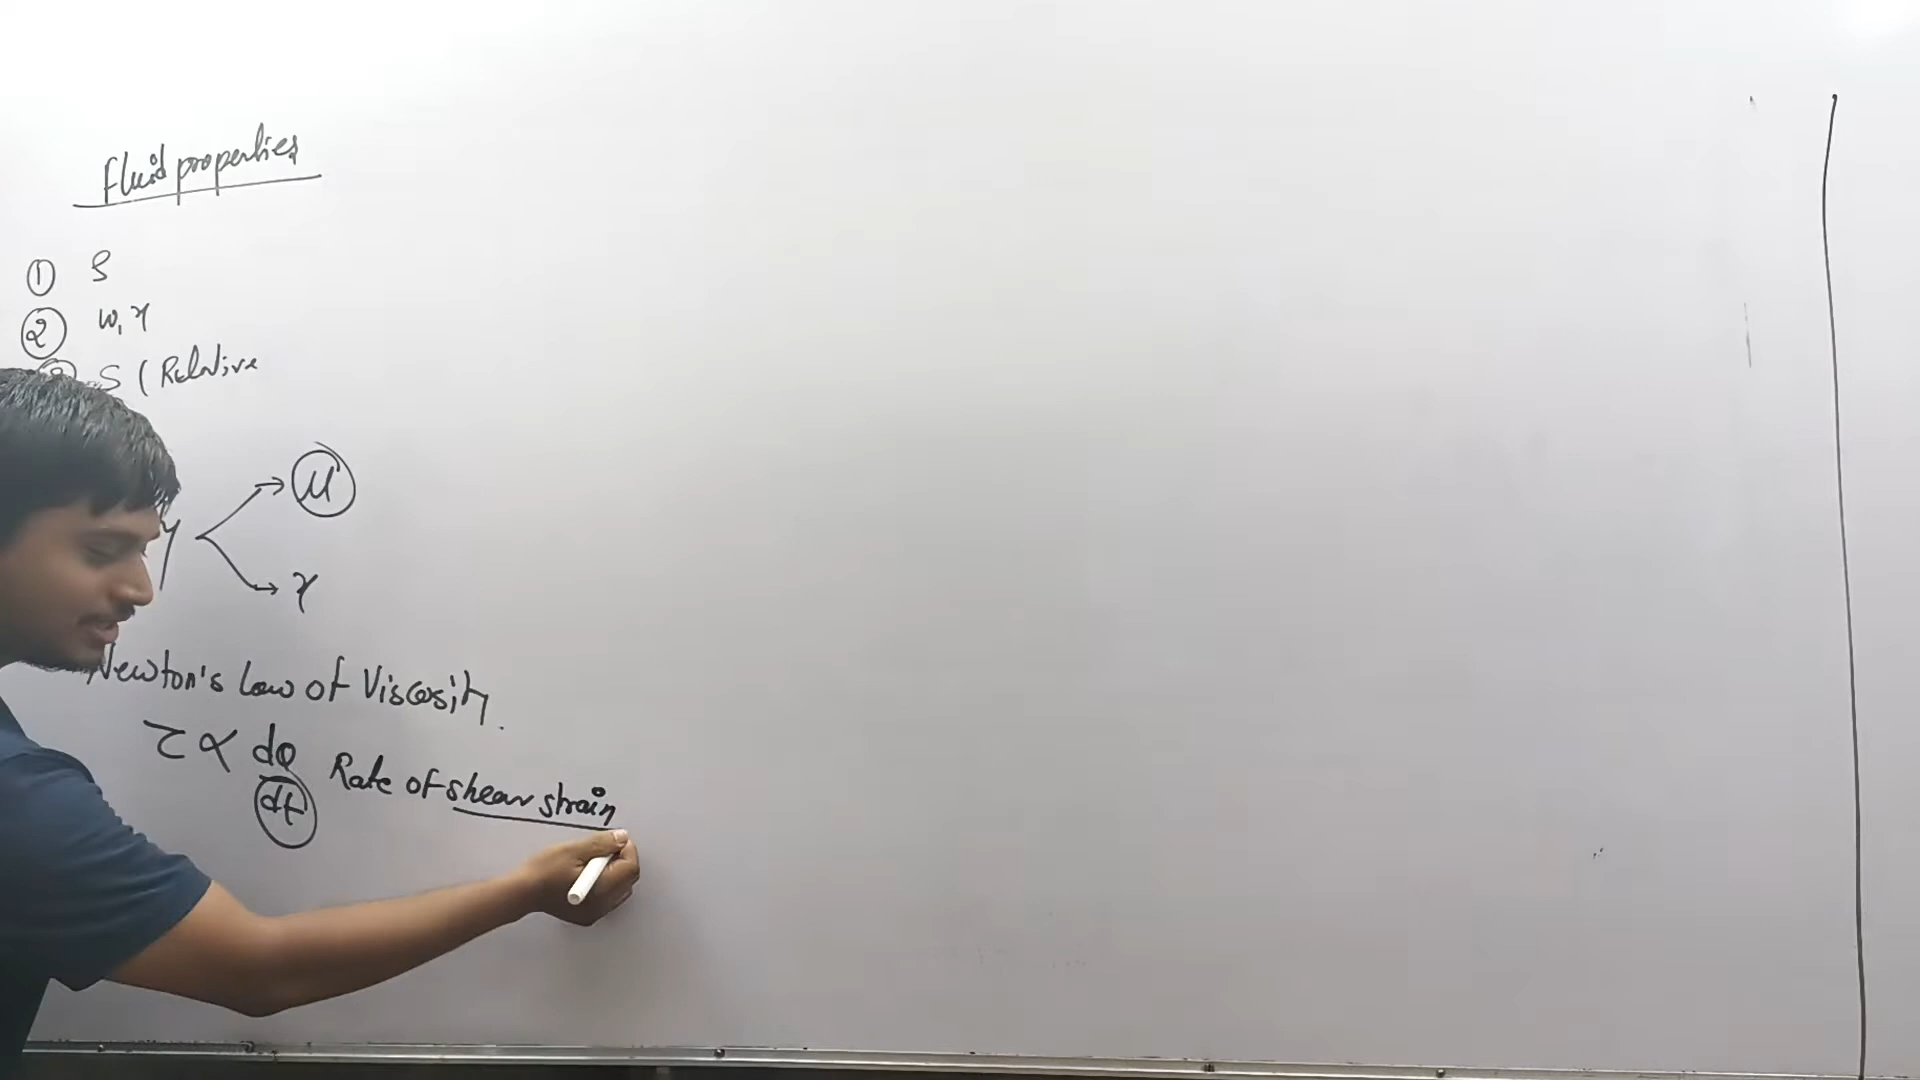 Fluid properties
① ρ
② w, γ
③ S (Relative
y → μ
→ γ
Newton's Law of Viscosity.
τ ∝ dθ/dt Rate of shear strain